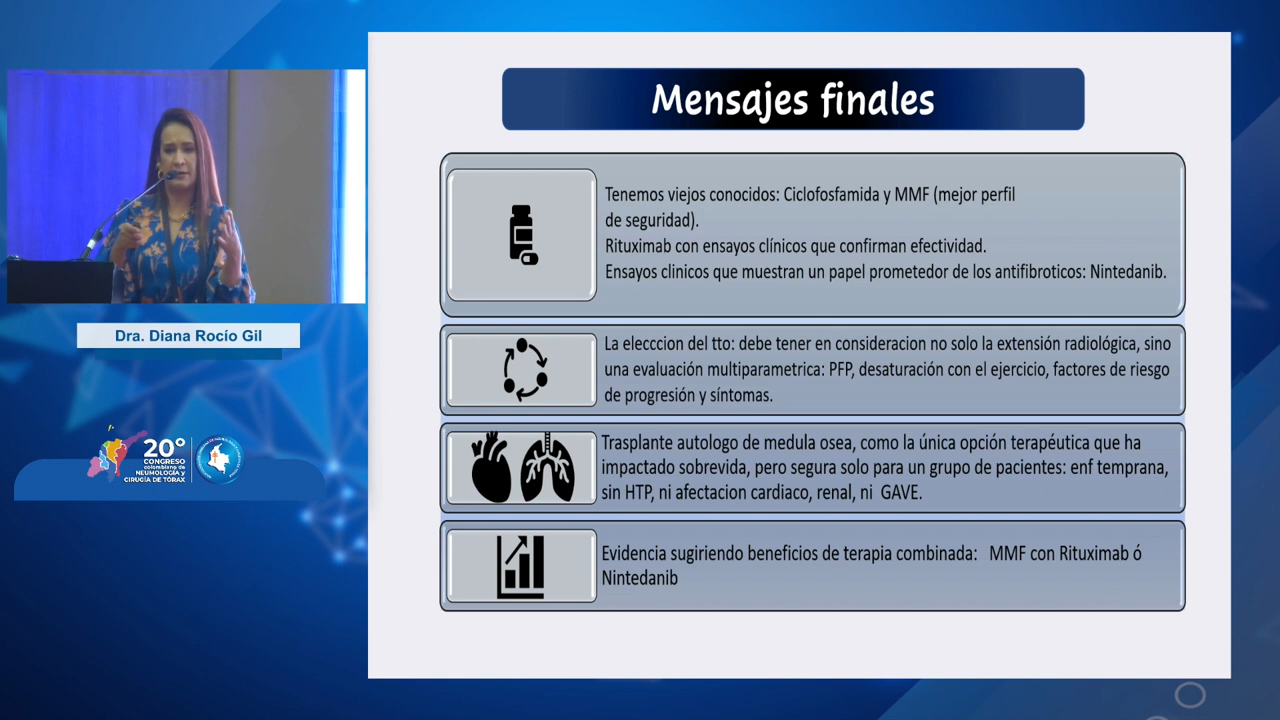 Mensajes finales
Tenemos viejos conocidos: Ciclofosfamida y MMF (mejor perfil
de seguridad).
Rituximab con ensayos clínicos que confirman efectividad.
Ensayos clinicos que muestran un papel prometedor de los antifibroticos: Nintedanib.
La elecccion del tto: debe tener en consideracion no solo la extensión radiológica, sino
una evaluación multiparametrica: PFP, desaturación con el ejercicio, factores de riesgo
de progresión y síntomas.
Trasplante autologo de medula osea, como la única opción terapéutica que ha
impactado sobrevida, pero segura solo para un grupo de pacientes: enf temprana,
sin HTP, ni afectacion cardiaco, renal, ni GAVE.
Evidencia sugiriendo beneficios de terapia combinada: MMF con Rituximab ó
Nintedanib
Dra. Diana Rocío Gil
20°
CONGRESO
colombiano de
NEUMOLOGÍA y
CIRUGÍA DE TÓRAX